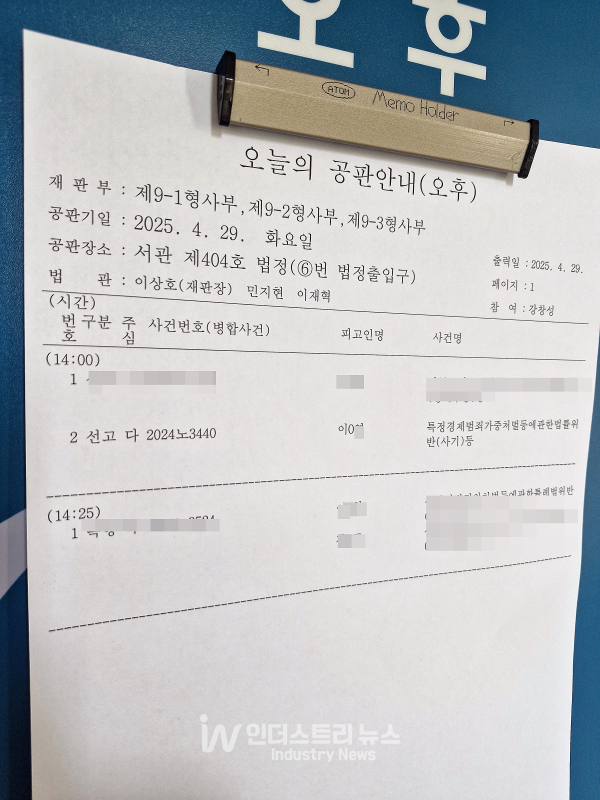 오후
ATOM Memo Holder
오늘의 공판안내(오후)
재 판 부 : 제9-1형사부,제9-2형사부,제9-3형사부
공판기일 : 2025. 4. 29. 화요일
공판장소 : 서관 제404호 법정(⑥번 법정출입구)
법 관 : 이상호(재판장) 민지현 이재혁
출력일 : 2025. 4. 29.
페이지 : 1
참 여 : 강창성
(시간)
번호 구분 주심 사건번호(병합사건) 피고인명 사건명
(14:00)
1
2 선고 다 2024노3440 이0 특정경제범죄가중처벌등에관한법률위반(사기)등
(14:25)
1
인더스트리 뉴스
Industry News